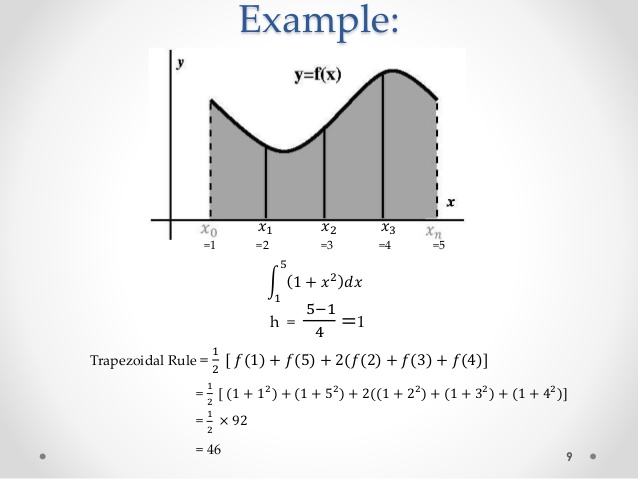 Example:
y
y=f(x)
x
x₀ x₁ x₂ x₃ xₙ
=1 =2 =3 =4 =5
∫₁⁵(1 + x²)dx
h = (5−1)/4 =1
Trapezoidal Rule = 1/2 [ f(1) + f(5) + 2(f(2) + f(3) + f(4)]
= 1/2 [ (1 + 1²) + (1 + 5²) + 2((1 + 2²) + (1 + 3²) + (1 + 4²)]
= 1/2 × 92
= 46
9